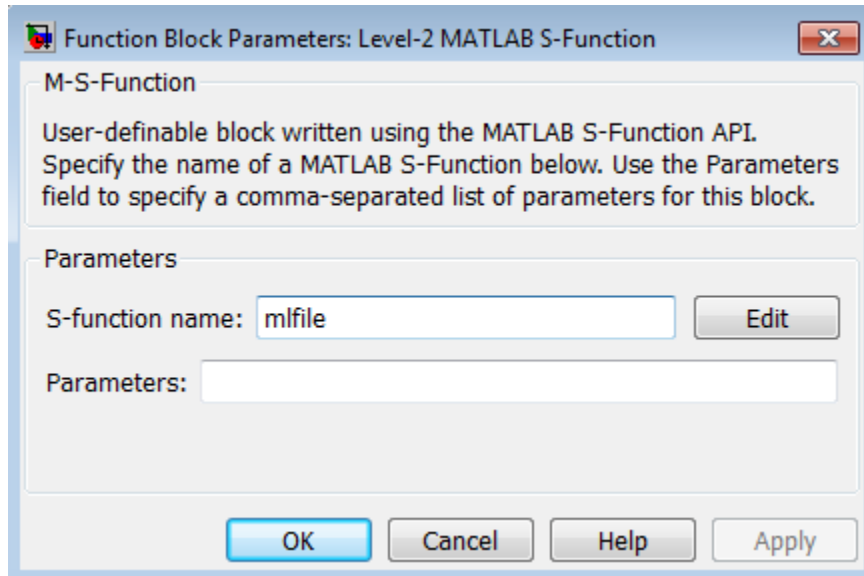 Function Block Parameters: Level-2 MATLAB S-Function
M-S-Function
User-definable block written using the MATLAB S-Function API.
Specify the name of a MATLAB S-Function below. Use the Parameters
field to specify a comma-separated list of parameters for this block.
Parameters
S-function name: mlfile Edit
Parameters:
OK Cancel Help Apply